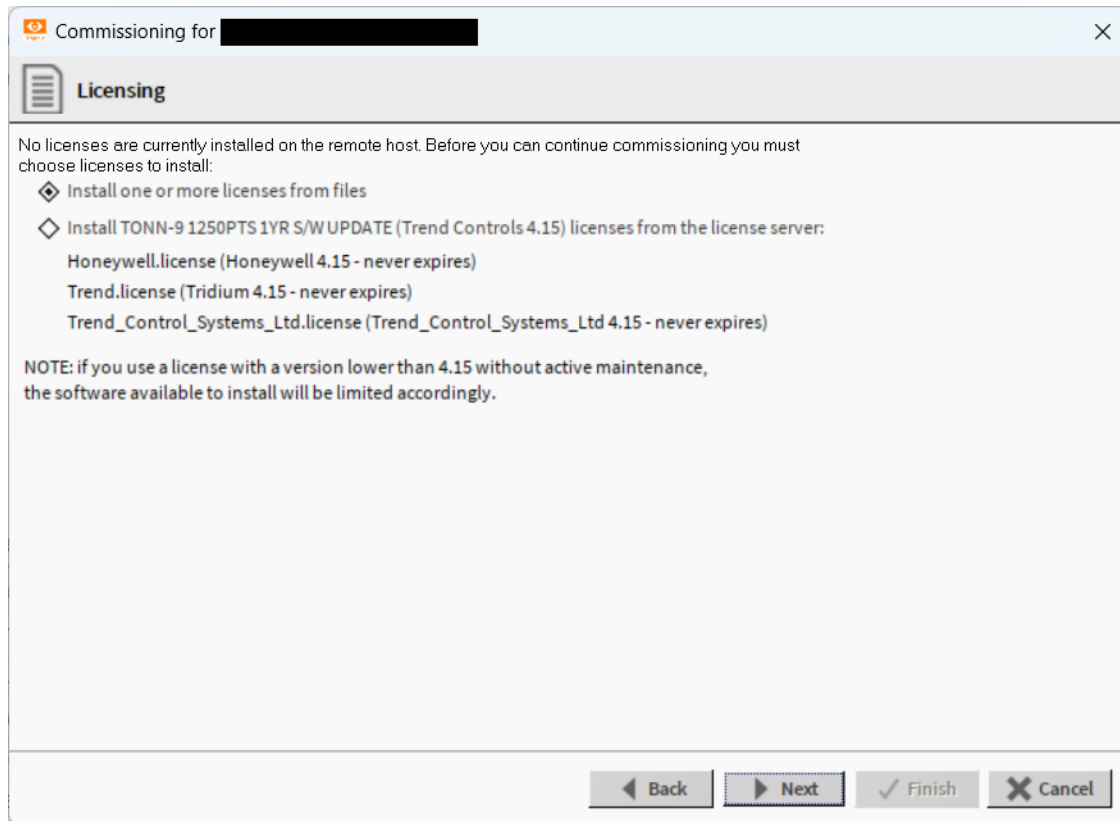 Commissioning for
Licensing
No licenses are currently installed on the remote host. Before you can continue commissioning you must
choose licenses to install:
Install one or more licenses from files
Install TONN-9 1250PTS 1YR S/W UPDATE (Trend Controls 4.15) licenses from the license server:
Honeywell.license (Honeywell 4.15 - never expires)
Trend.license (Tridium 4.15 - never expires)
Trend_Control_Systems_Ltd.license (Trend_Control_Systems_Ltd 4.15 - never expires)
NOTE: if you use a license with a version lower than 4.15 without active maintenance,
the software available to install will be limited accordingly.
Back Next Finish Cancel